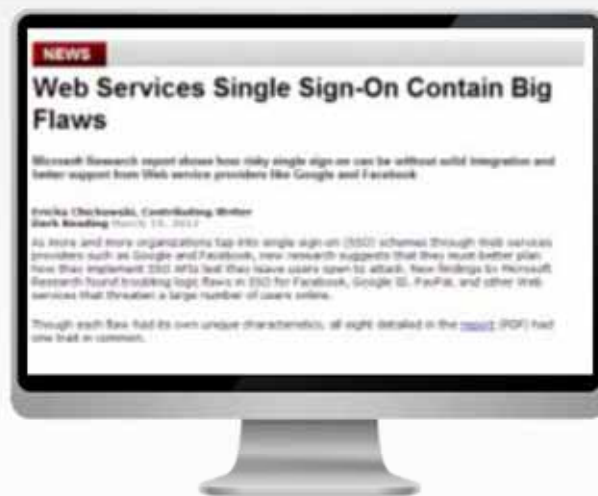 NEWS
Web Services Single Sign-On Contain Big
Flaws
Microsoft Research report shows how risky single sign-on can be without solid integration and
better support from Web service providers like Google and Facebook
Ericka Chickowski, Contributing Writer
Dark Reading March 15, 2012
As more and more organizations tap into single sign-on (SSO) schemes through Web services
providers such as Google and Facebook, new research suggests that they must better plan
how they implement SSO APIs lest they leave users open to attack. New findings by Microsoft
Research found troubling logic flaws in SSO for Facebook, Google ID, PayPal, and other Web
services that threaten a large number of users online.
Though each flaw had its own unique characteristics, all eight detailed in the report (PDF) had
one trait in common.